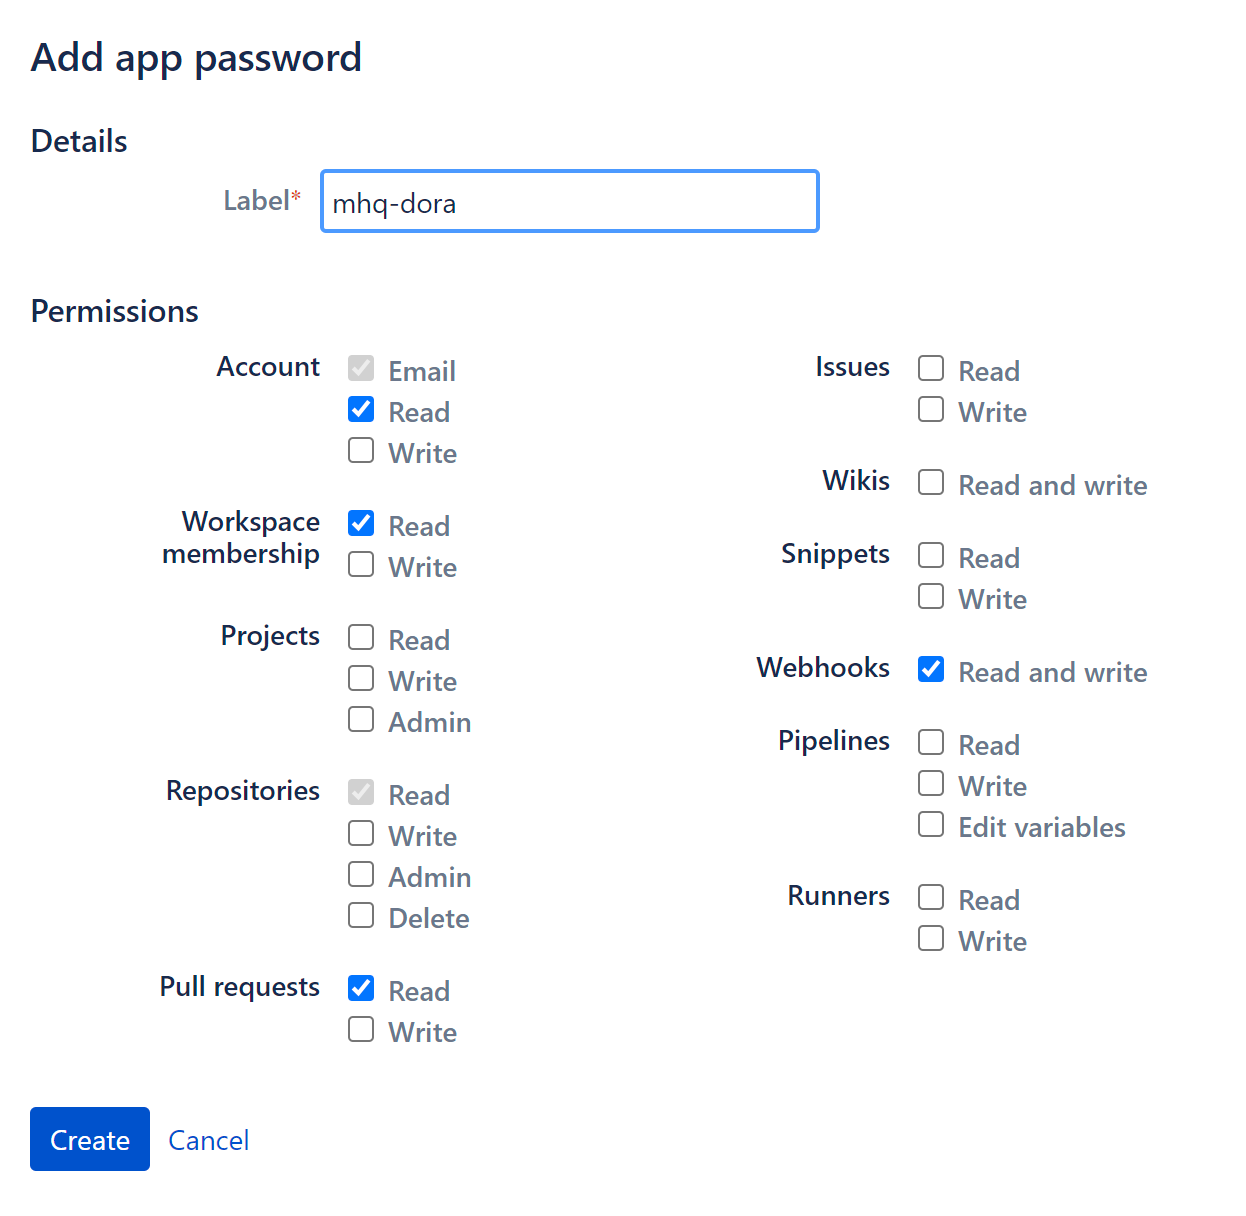 Add app password
Details
Label*
mhq-dora
Permissions
Account
Email
Read
Write
Workspace
membership
Read
Write
Projects
Read
Write
Admin
Repositories
Read
Write
Admin
Delete
Pull requests
Read
Write
Issues
Read
Write
Wikis
Read and write
Snippets
Read
Write
Webhooks
Read and write
Pipelines
Read
Write
Edit variables
Runners
Read
Write
Create
Cancel